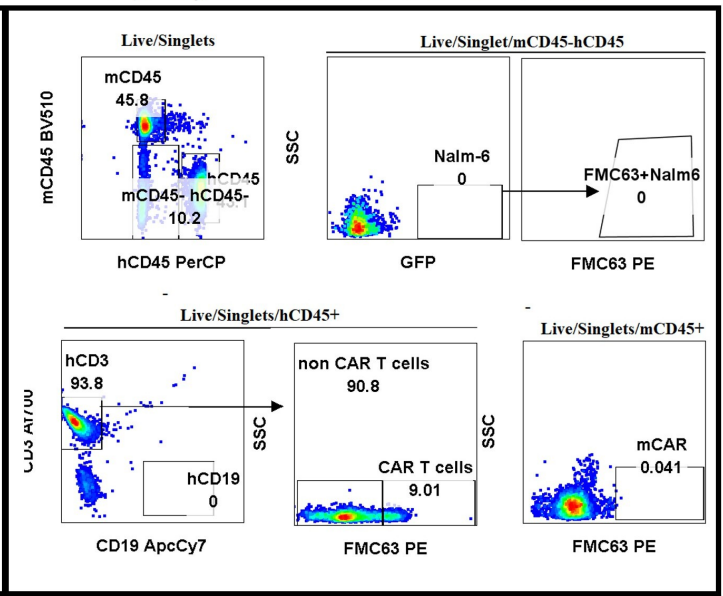 Live/Singlets
Live/Singlet/mCD45-hCD45
mCD45 BV510
mCD45
45.8
hCD45
mCD45- hCD45-
10.2
hCD45 PerCP
SSC
Nalm-6
0
GFP
FMC63+Nalm6
0
FMC63 PE
Live/Singlets/hCD45+
Live/Singlets/mCD45+
hCD3
93.8
hCD19
0
CD19 ApcCy7
SSC
non CAR T cells
90.8
CAR T cells
9.01
FMC63 PE
SSC
mCAR
0.041
FMC63 PE